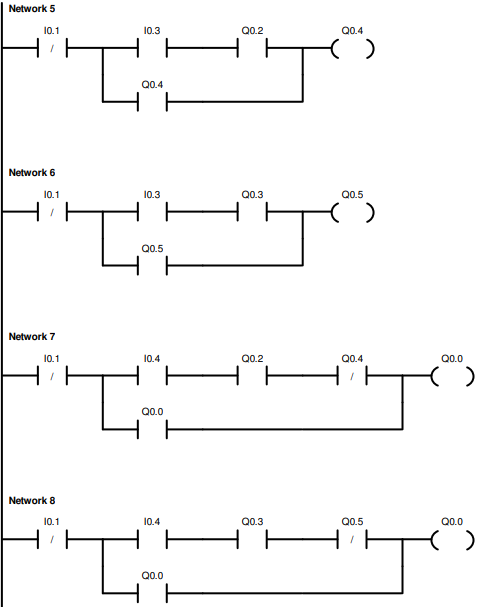 Network 5
I0.1 I0.3 Q0.2 Q0.4
/
Q0.4
Network 6
I0.1 I0.3 Q0.3 Q0.5
/
Q0.5
Network 7
I0.1 I0.4 Q0.2 Q0.4 Q0.0
/ /
Q0.0
Network 8
I0.1 I0.4 Q0.3 Q0.5 Q0.0
/ /
Q0.0